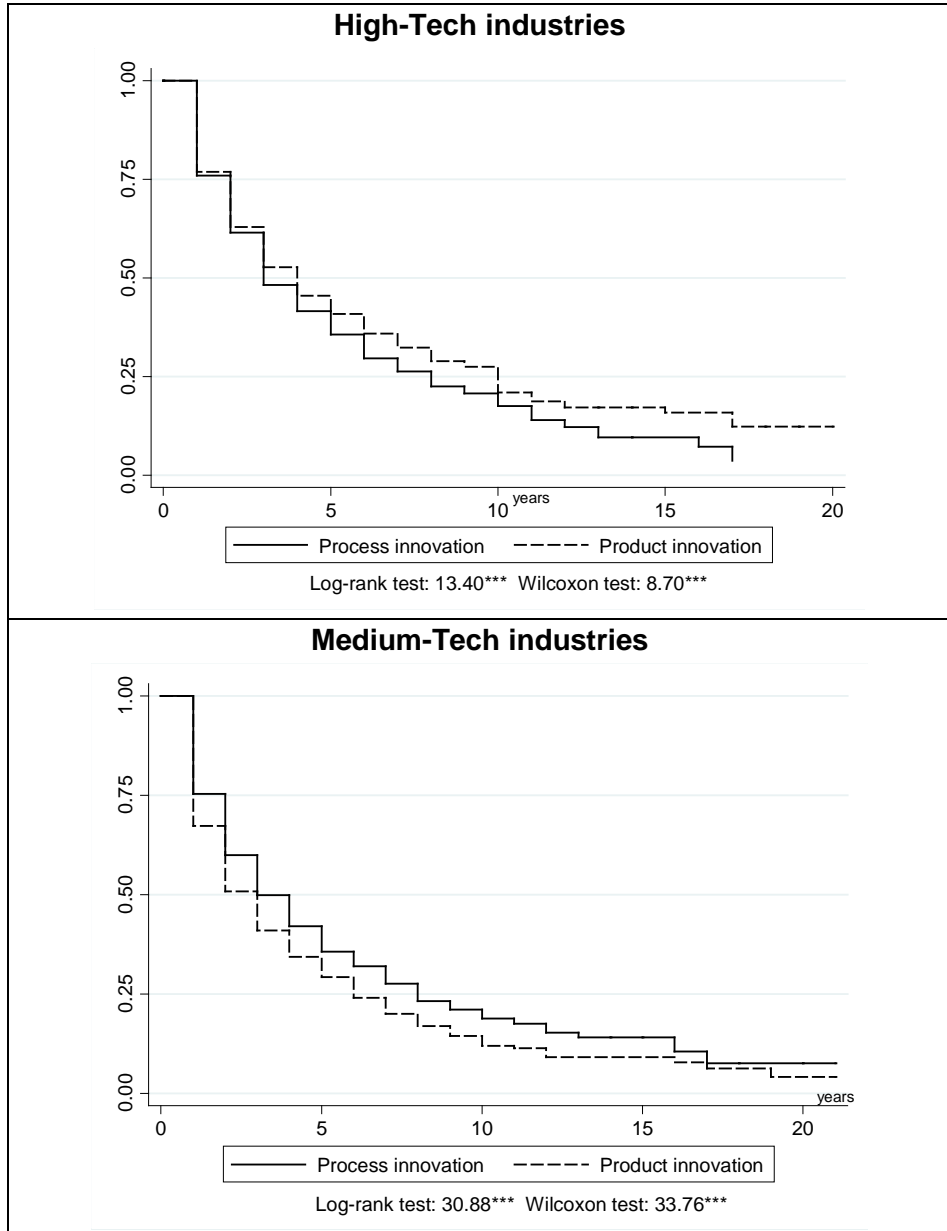 High-Tech industries
1.00
0.75
0.50
0.25
0.00
0 5 10 15 20
years
Process innovation Product innovation
Log-rank test: 13.40*** Wilcoxon test: 8.70***
Medium-Tech industries
1.00
0.75
0.50
0.25
0.00
years
0 5 10 15 20
Process innovation Product innovation
Log-rank test: 30.88*** Wilcoxon test: 33.76***